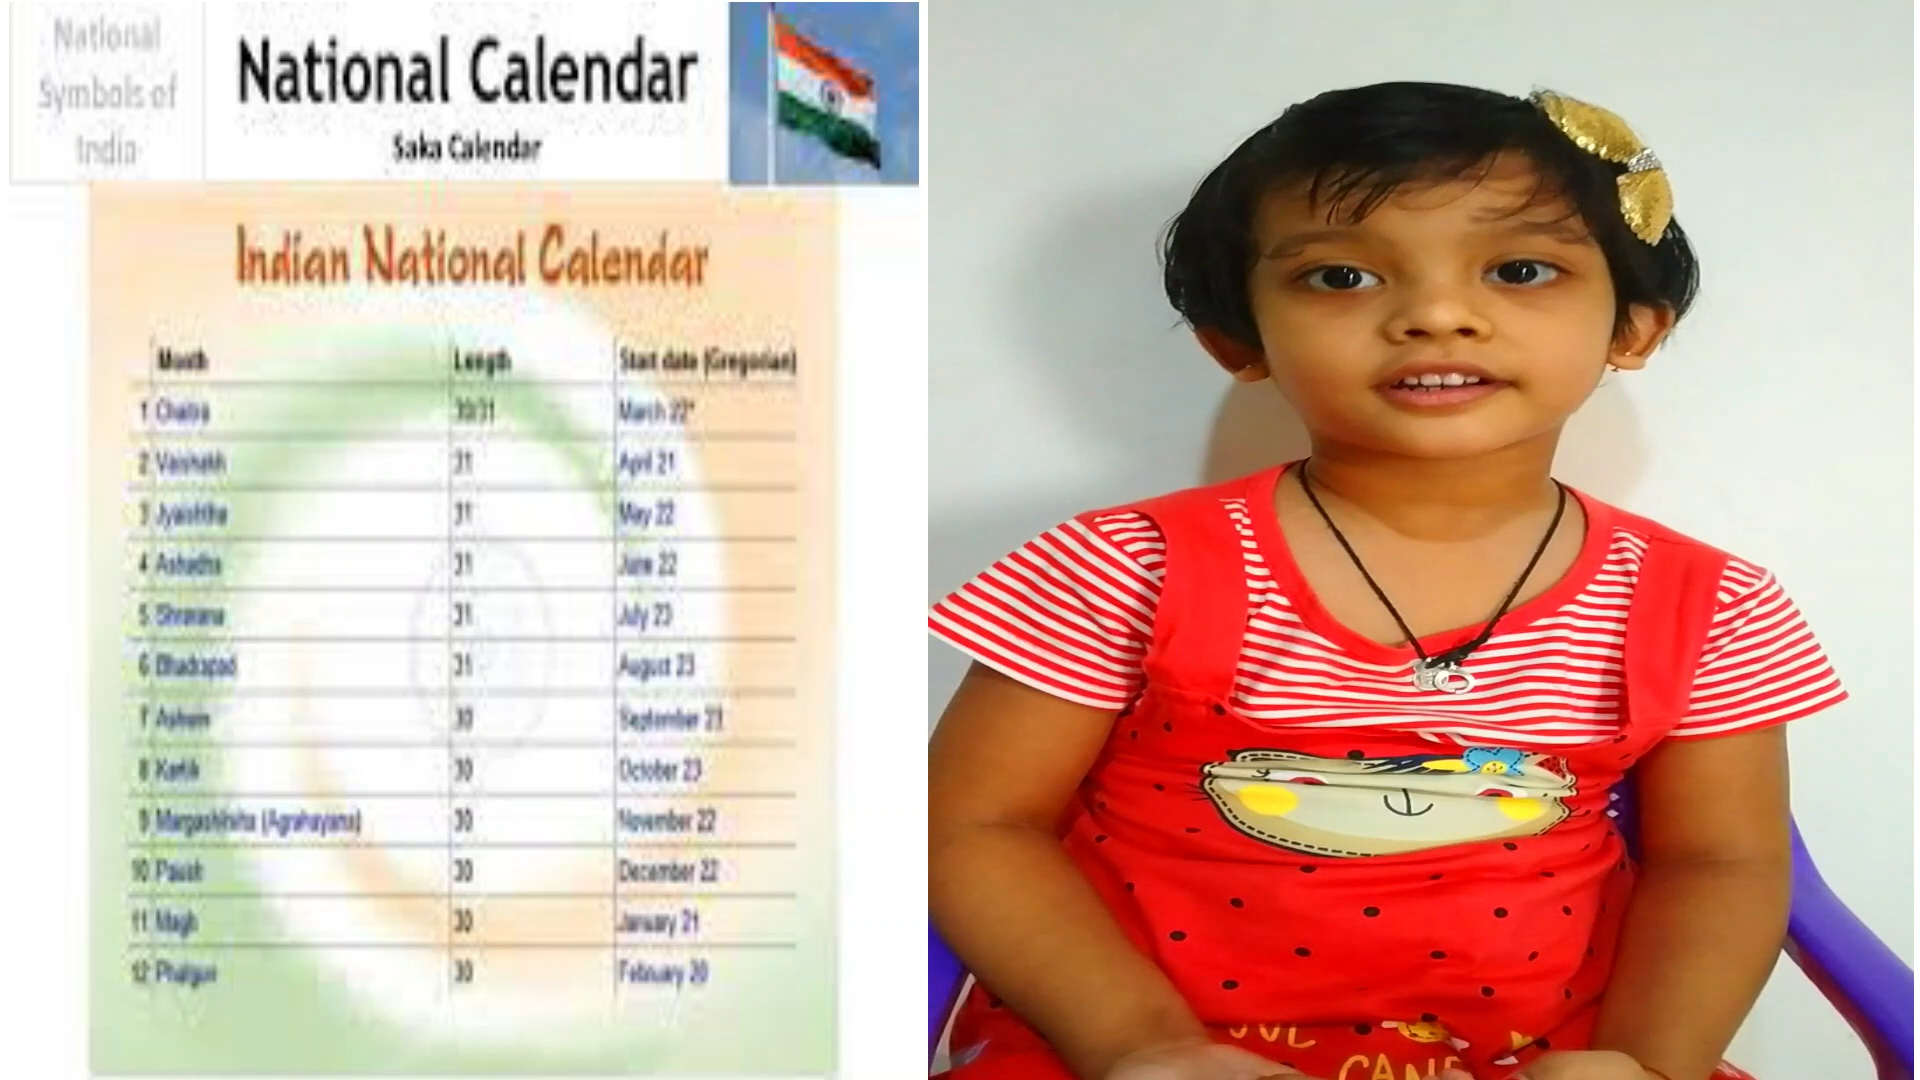 National
Symbols of
India
National Calendar
Saka Calendar
Indian National Calendar
Month Length Start date (Gregorian)
1 Chaitra 30/31 March 22*
2 Vaishakh 31 April 21
3 Jyaishtha 31 May 22
4 Ashadha 31 June 22
5 Shravana 31 July 23
6 Bhadrapad 31 August 23
7 Ashwin 30 September 23
8 Kartik 30 October 23
9 Margashirsha (Agrahayana) 30 November 22
10 Paush 30 December 22
11 Magh 30 January 21
12 Phalgun 30 February 20